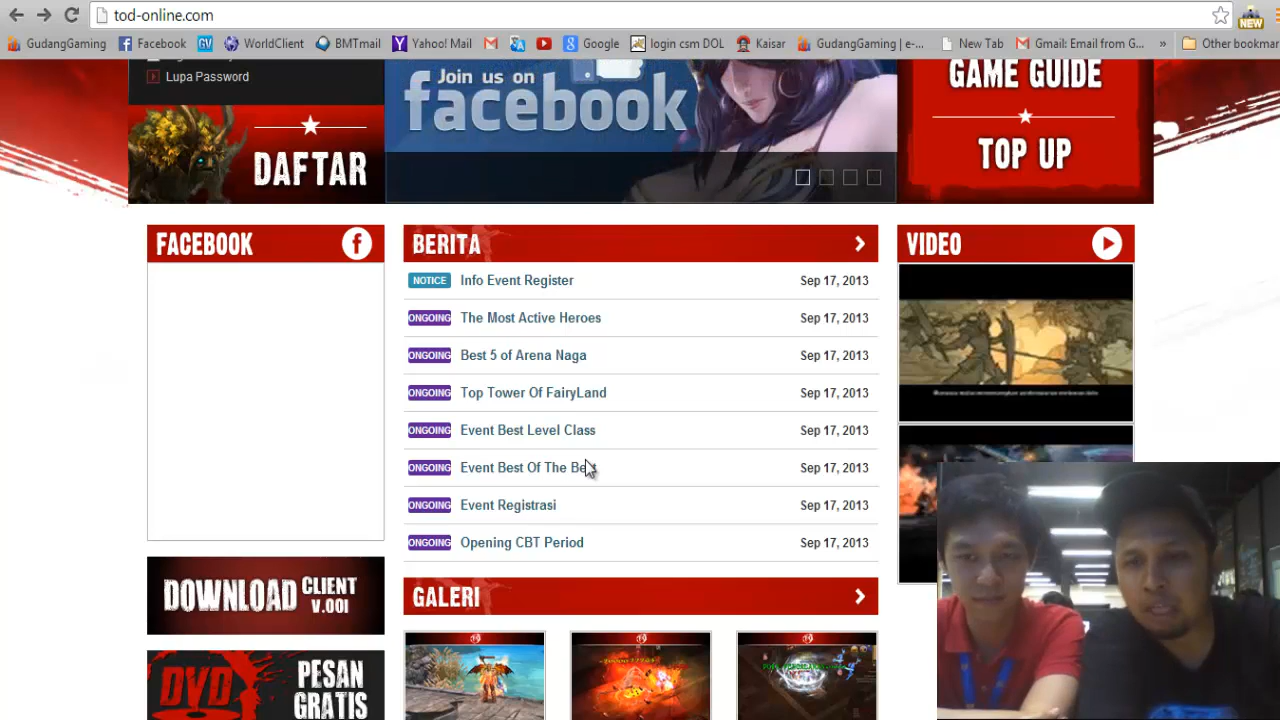 tod-online.com
NEW
GudangGaming Facebook GV WorldClient BMTmail Yahoo! Mail Google login csm DOL Kaisar GudangGaming | e-... New Tab Gmail: Email from G... » Other bookmar
Lupa Password
DAFTAR
Join us on
facebook
GAME GUIDE
TOP UP
FACEBOOK
BERITA
NOTICE Info Event Register Sep 17, 2013
ONGOING The Most Active Heroes Sep 17, 2013
ONGOING Best 5 of Arena Naga Sep 17, 2013
ONGOING Top Tower Of FairyLand Sep 17, 2013
ONGOING Event Best Level Class Sep 17, 2013
ONGOING Event Best Of The Best Sep 17, 2013
ONGOING Event Registrasi Sep 17, 2013
ONGOING Opening CBT Period Sep 17, 2013
VIDEO
DOWNLOAD CLIENT
V.001
DVD
PESAN
GRATIS
GALERI